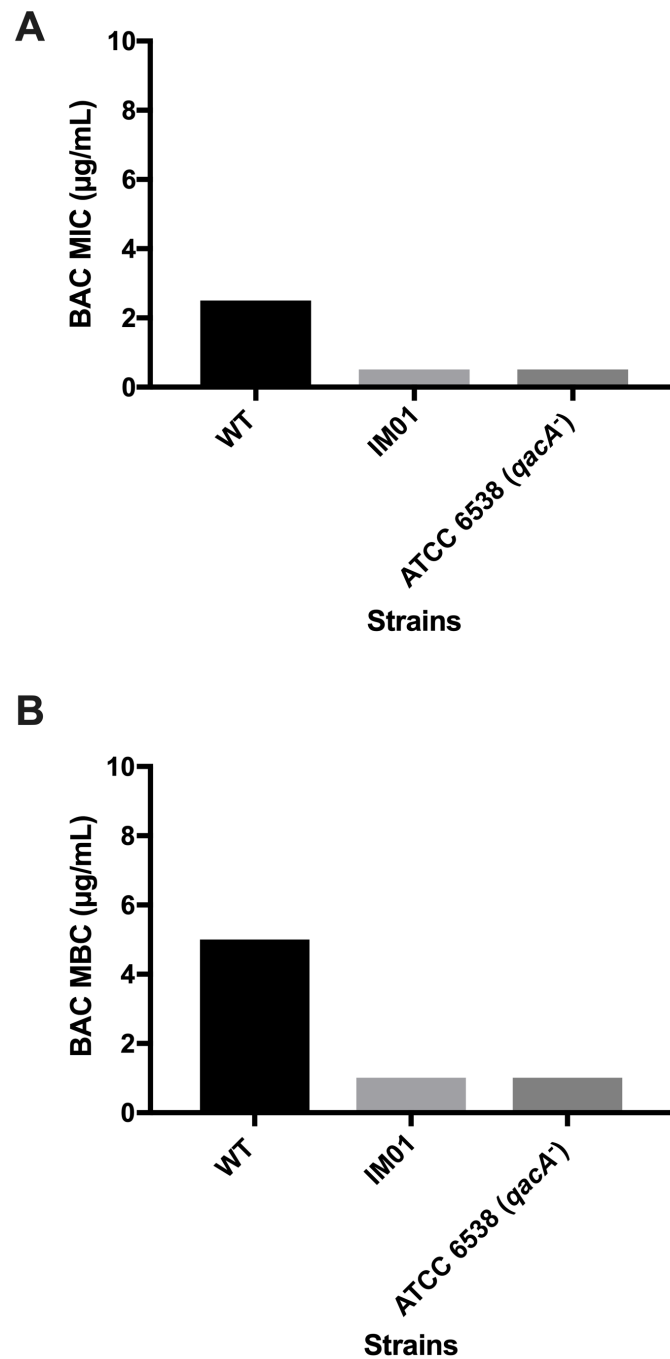 A
10
8
6
4
2
0
BAC MIC (µg/mL)
WT
IM01
ATCC 6538 (qacA-)
Strains
B
10
8
6
4
2
0
BAC MBC (µg/mL)
WT
IM01
ATCC 6538 (qacA-)
Strains